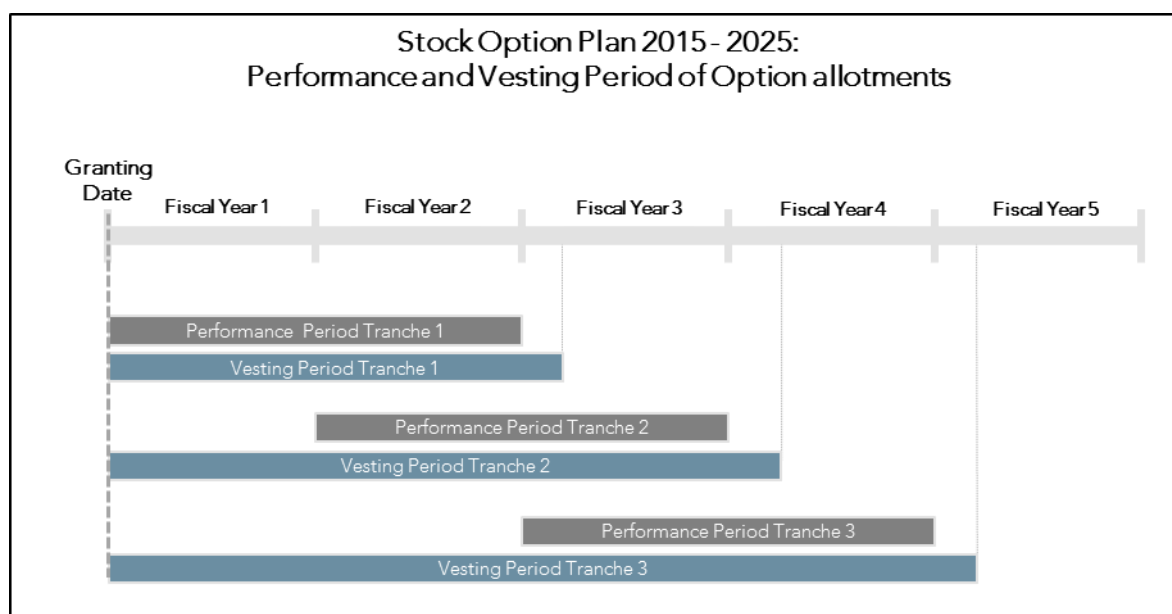 Stock Option Plan 2015 - 2025:
Performance and Vesting Period of Option allotments
Granting
Date
Fiscal Year 1
Fiscal Year 2
Fiscal Year 3
Fiscal Year 4
Fiscal Year 5
Performance Period Tranche 1
Vesting Period Tranche 1
Performance Period Tranche 2
Vesting Period Tranche 2
Performance Period Tranche 3
Vesting Period Tranche 3